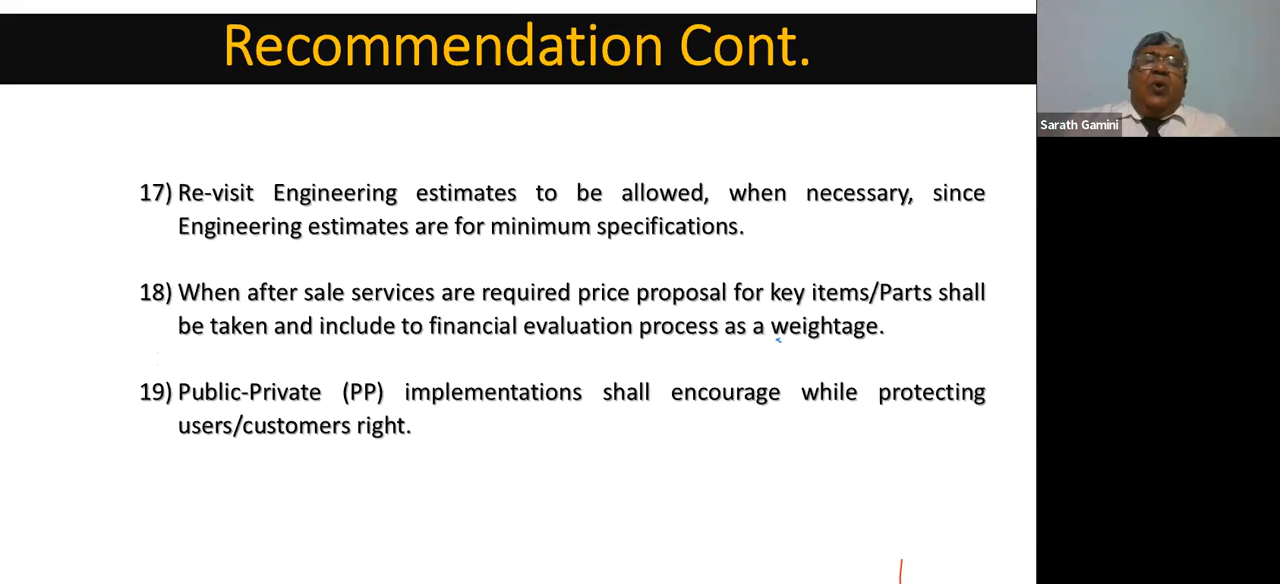 Recommendation Cont.
Sarath Gamini
17) Re-visit Engineering estimates to be allowed, when necessary, since
Engineering estimates are for minimum specifications.
18) When after sale services are required price proposal for key items/Parts shall
be taken and include to financial evaluation process as a weightage.
19) Public-Private (PP) implementations shall encourage while protecting
users/customers right.